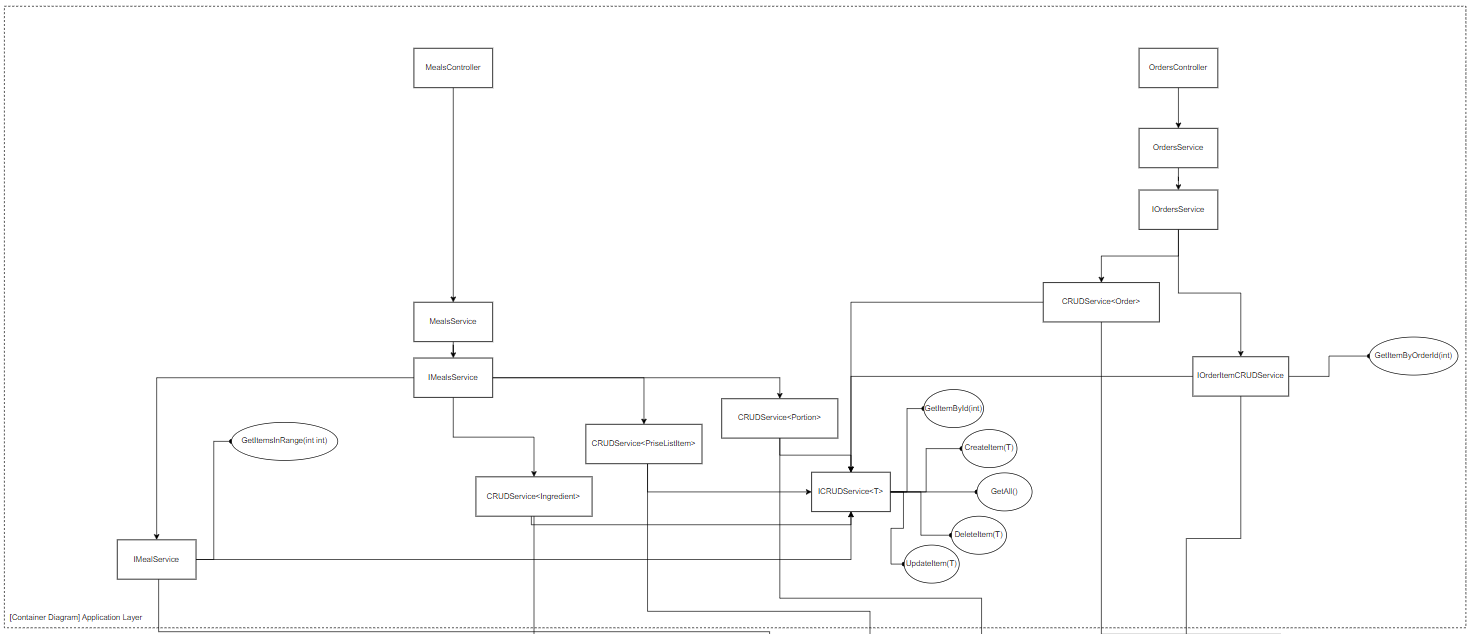 MealsController
OrdersController
OrdersService
IOrdersService
CRUDService<Order>
MealsService
GetItemByOrderId(int)
IMealsService
IOrderItemCRUDService
GetItemById(int)
CRUDService<Portion>
GetItemsInRange(int int)
CRUDService<PriseListItem>
CreateItem(T)
CRUDService<Ingredient>
ICRUDService<T>
GetAll()
DeleteItem(T)
IMealService
UpdateItem(T)
[Container Diagram] Application Layer